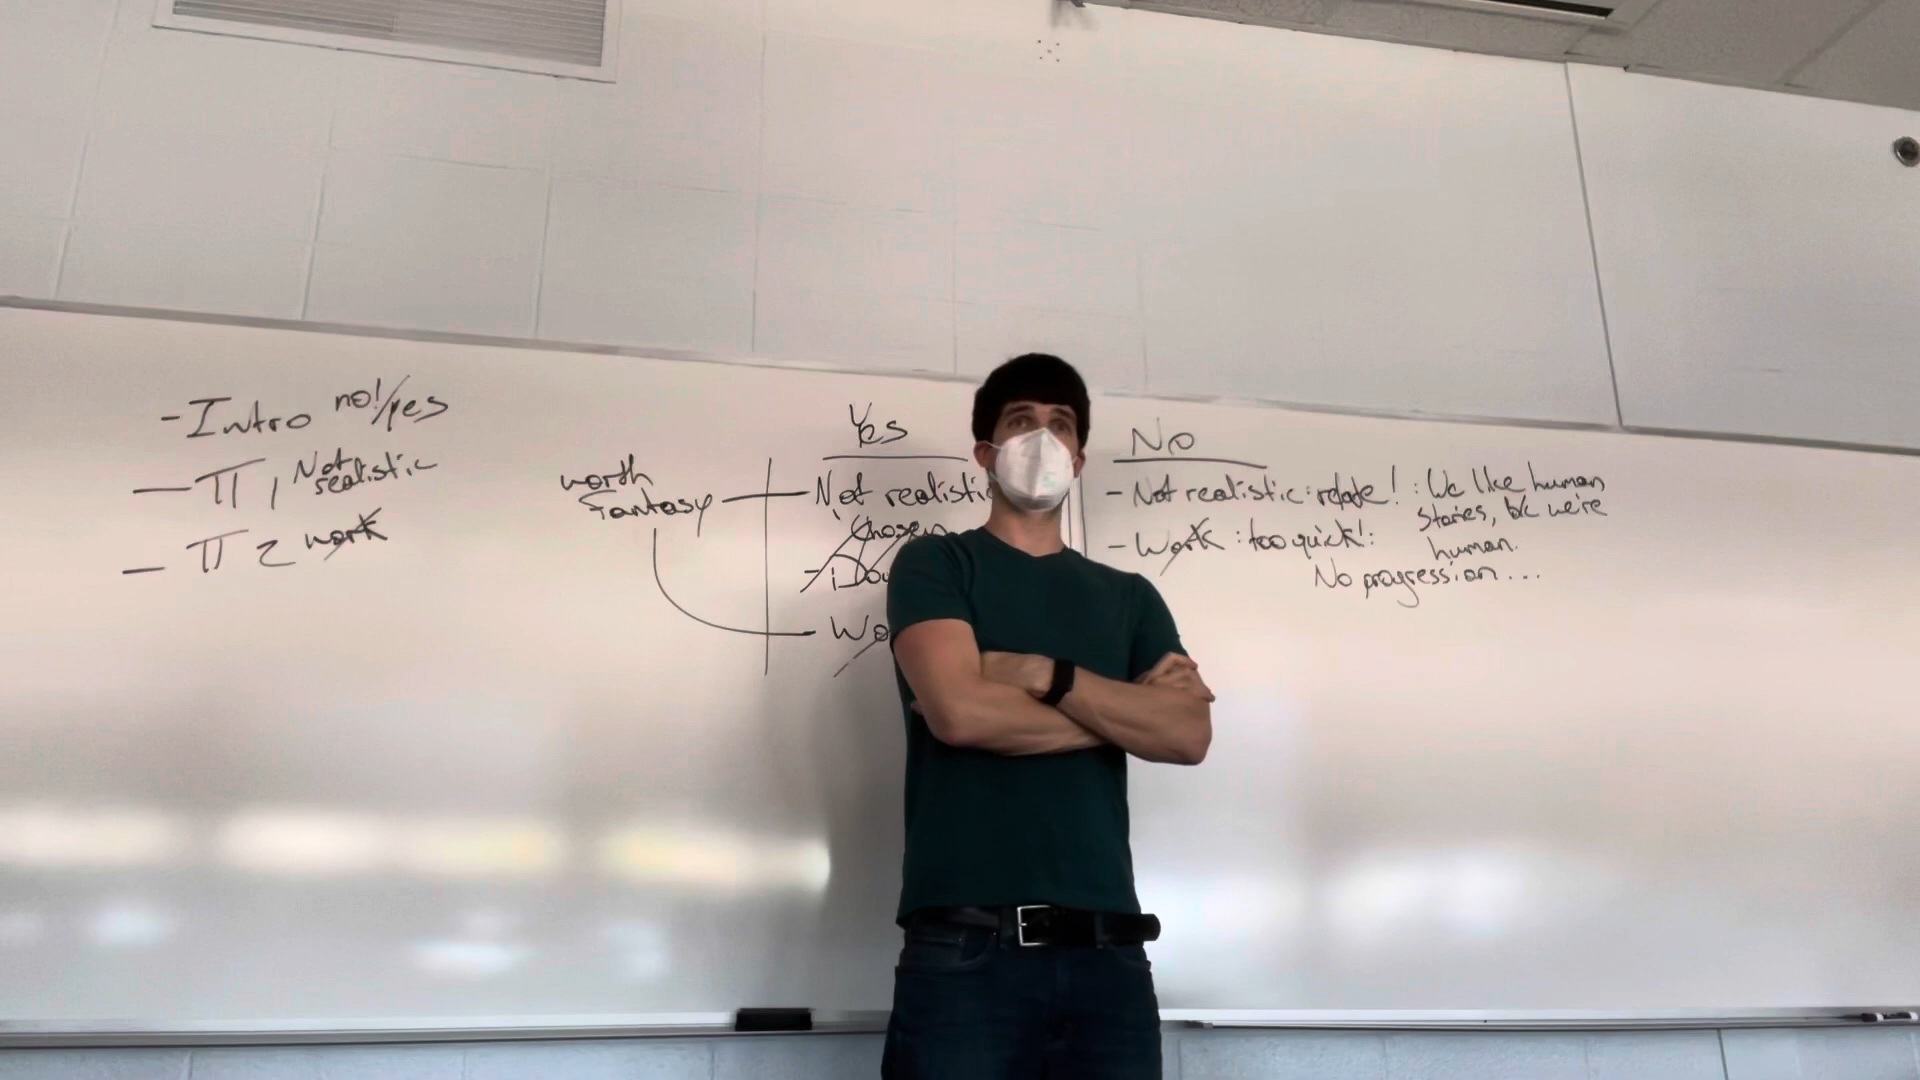 - Intro no!/yes
- π 1 Not realistic
- π 2 work
worth fantasy
Yes
Not realistic
Chosen
-
No
- Not realistic: relate! : We like human stories, b/c we're human.
- Work : too quick! : No progression...